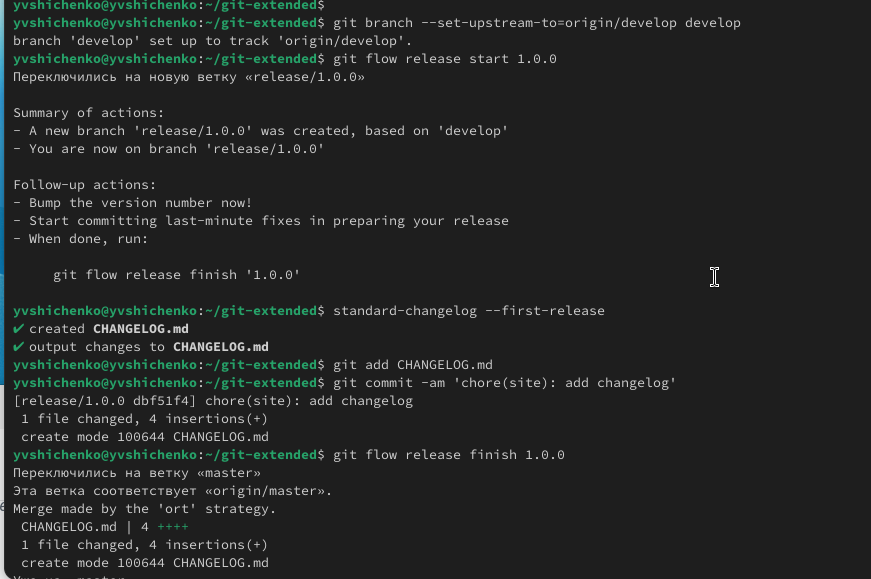 yvshichenko@yvshichenko:~/git-extended$
yvshichenko@yvshichenko:~/git-extended$ git branch --set-upstream-to=origin/develop develop
branch 'develop' set up to track 'origin/develop'.
yvshichenko@yvshichenko:~/git-extended$ git flow release start 1.0.0
Переключились на новую ветку «release/1.0.0»
Summary of actions:
- A new branch 'release/1.0.0' was created, based on 'develop'
- You are now on branch 'release/1.0.0'
Follow-up actions:
- Bump the version number now!
- Start committing last-minute fixes in preparing your release
- When done, run:
git flow release finish '1.0.0'
yvshichenko@yvshichenko:~/git-extended$ standard-changelog --first-release
✔ created CHANGELOG.md
✔ output changes to CHANGELOG.md
yvshichenko@yvshichenko:~/git-extended$ git add CHANGELOG.md
yvshichenko@yvshichenko:~/git-extended$ git commit -am 'chore(site): add changelog'
[release/1.0.0 dbf51f4] chore(site): add changelog
1 file changed, 4 insertions(+)
create mode 100644 CHANGELOG.md
yvshichenko@yvshichenko:~/git-extended$ git flow release finish 1.0.0
Переключились на ветку «master»
Эта ветка соответствует «origin/master».
Merge made by the 'ort' strategy.
CHANGELOG.md | 4 ++++
1 file changed, 4 insertions(+)
create mode 100644 CHANGELOG.md